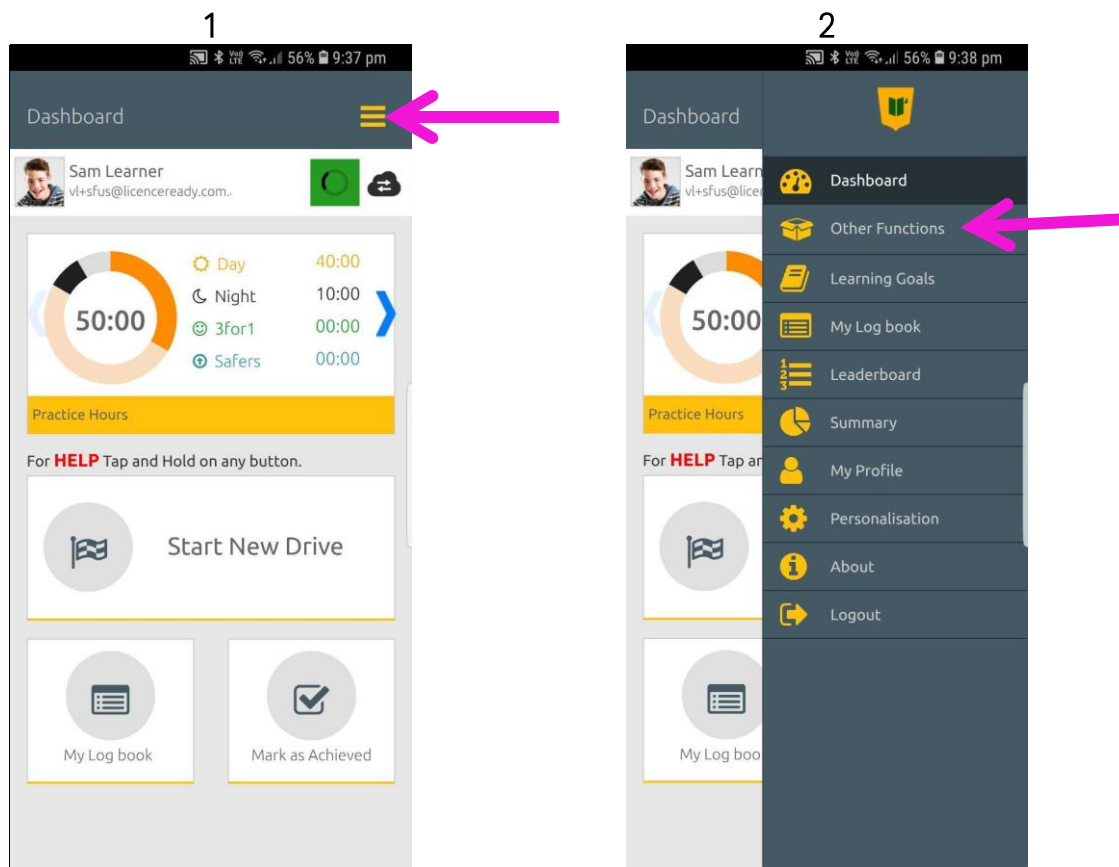 1
56% 9:37 pm
Dashboard
Sam Learner
vl+sfus@licenceready.com.
50:00
Day 40:00
Night 10:00
3for1 00:00
Safers 00:00
Practice Hours
For HELP Tap and Hold on any button.
Start New Drive
My Log book
Mark as Achieved
2
56% 9:38 pm
Dashboard
Sam Learn
vl+sfus@licen
50:00
Practice Hours
For HELP Tap an
My Log boo
Dashboard
Other Functions
Learning Goals
My Log book
Leaderboard
Summary
My Profile
Personalisation
About
Logout